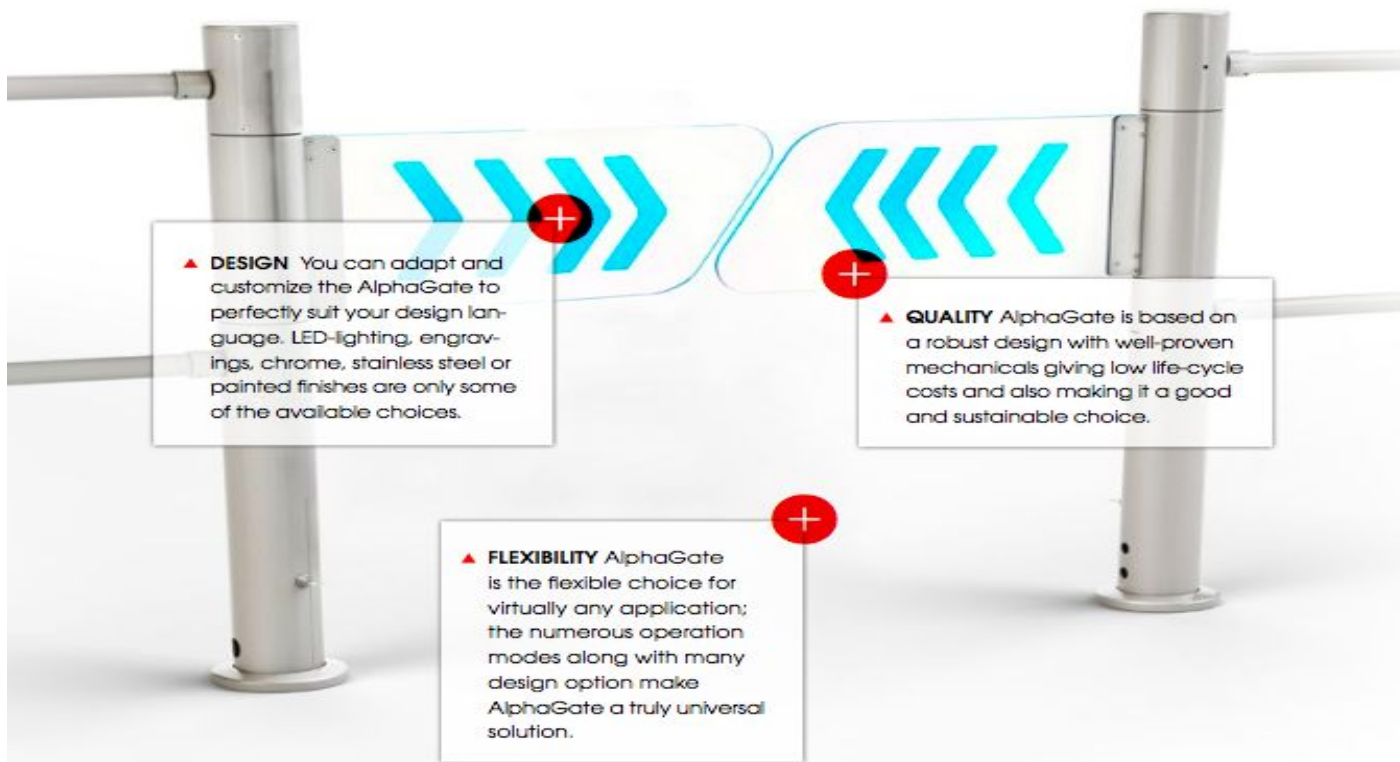 ▲ DESIGN You can adapt and
customize the AlphaGate to
perfectly suit your design lan-
guage. LED-lighting, engrav-
ings, chrome, stainless steel or
painted finishes are only some
of the available choices.
▲ QUALITY AlphaGate is based on
a robust design with well-proven
mechanicals giving low life-cycle
costs and also making it a good
and sustainable choice.
▲ FLEXIBILITY AlphaGate
is the flexible choice for
virtually any application;
the numerous operation
modes along with many
design option make
AlphaGate a truly universal
solution.